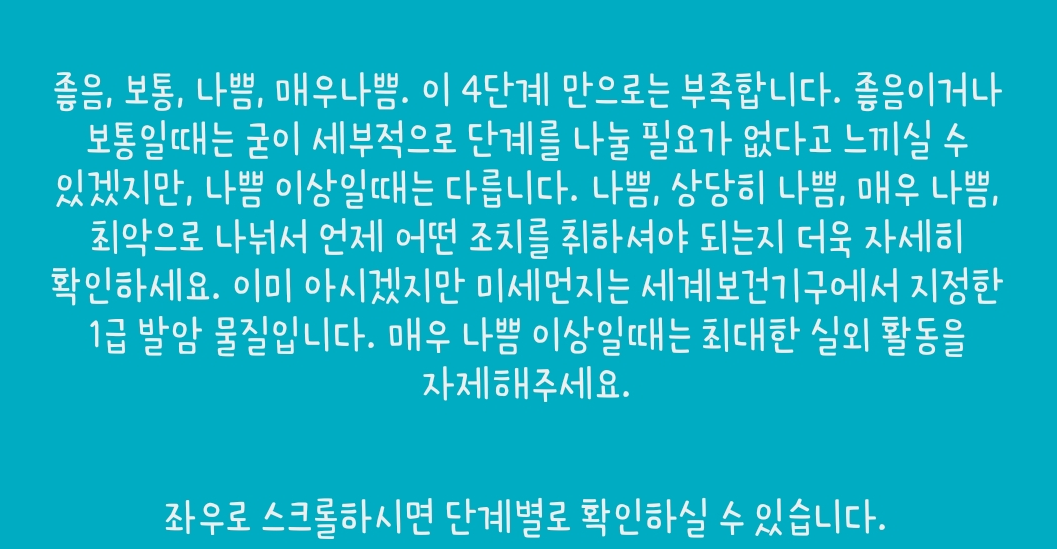 좋음, 보통, 나쁨, 매우나쁨. 이 4단계 만으로는 부족합니다. 좋음이거나
보통일때는 굳이 세부적으로 단계를 나눌 필요가 없다고 느끼실 수
있겠지만, 나쁨 이상일때는 다릅니다. 나쁨, 상당히 나쁨, 매우 나쁨,
최악으로 나눠서 언제 어떤 조치를 취하셔야 되는지 더욱 자세히
확인하세요. 이미 아시겠지만 미세먼지는 세계보건기구에서 지정한
1급 발암 물질입니다. 매우 나쁨 이상일때는 최대한 실외 활동을
자제해주세요.
좌우로 스크롤하시면 단계별로 확인하실 수 있습니다.